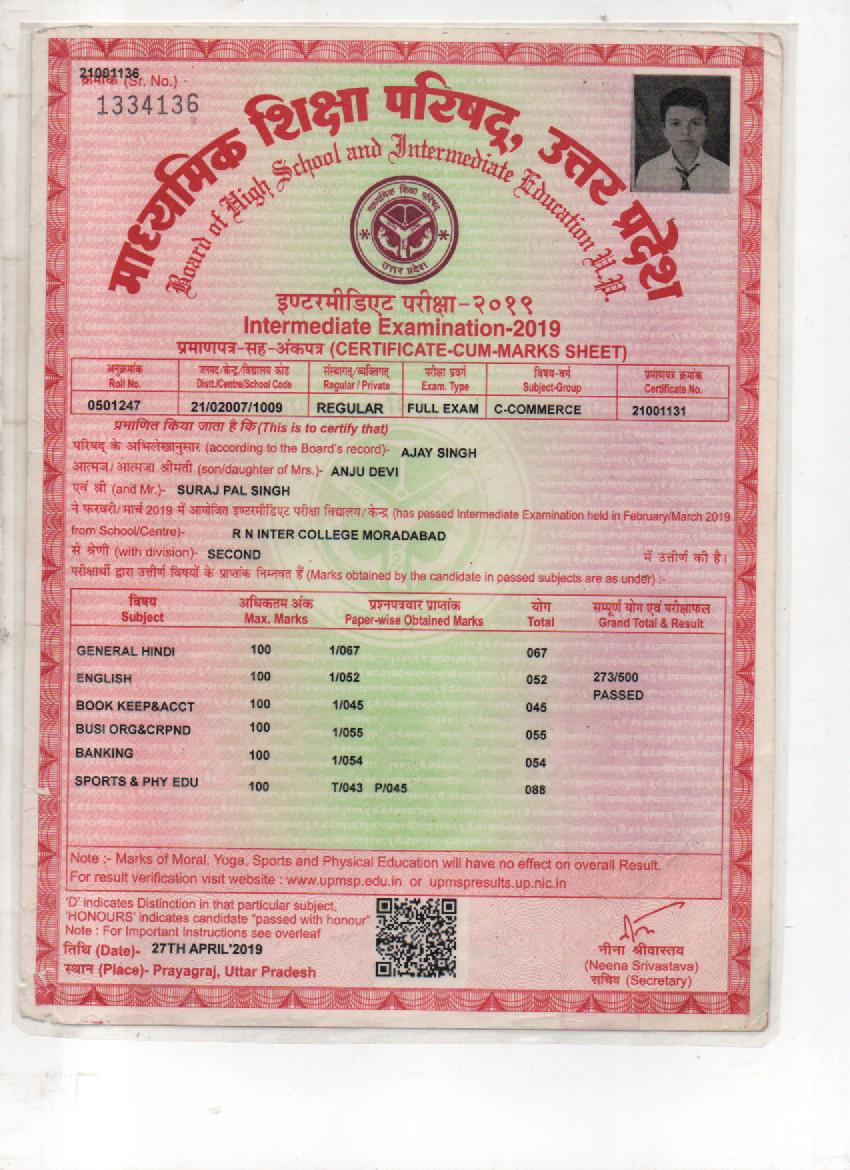 21001136
क्रमांक (Sr. No.) -
1334136
माध्यमिक शिक्षा परिषद्, उत्तर प्रदेश
Board of High School and Intermediate Education U.P.
माध्यमिक शिक्षा परिषद्
उत्तर प्रदेश
इण्टरमीडिएट परीक्षा-२०१९
Intermediate Examination-2019
प्रमाणपत्र-सह-अंकपत्र (CERTIFICATE-CUM-MARKS SHEET)
अनुक्रमांक जनपद/केन्द्र/विद्यालय कोड संस्थागत्/व्यक्तिगत् परीक्षा प्रवर्ग विषय-वर्ग प्रमाणपत्र क्रमांक
Roll No. Distt./Centre/School Code Regular / Private Exam. Type Subject-Group Certificate No.
0501247 21/02007/1009 REGULAR FULL EXAM C-COMMERCE 21001131
प्रमाणित किया जाता है कि (This is to certify that)
परिषद् के अभिलेखानुसार (according to the Board's record)- AJAY SINGH
आत्मज/आत्मजा श्रीमती (son/daughter of Mrs.)- ANJU DEVI
एवं श्री (and Mr.)- SURAJ PAL SINGH
ने फरवरी/मार्च 2019 में आयोजित इण्टरमीडिएट परीक्षा विद्यालय/केन्द्र (has passed Intermediate Examination held in February/March 2019
from School/Centre)- R N INTER COLLEGE MORADABAD
से श्रेणी (with division)- SECOND में उत्तीर्ण की है।
परीक्षार्थी द्वारा उत्तीर्ण विषयों के प्राप्तांक निम्नवत हैं (Marks obtained by the candidate in passed subjects are as under) :-
विषय अधिकतम अंक प्रश्नपत्रवार प्राप्तांक योग सम्पूर्ण योग एवं परीक्षाफल
Subject Max. Marks Paper-wise Obtained Marks Total Grand Total & Result
GENERAL HINDI 100 1/067 067
ENGLISH 100 1/052 052 273/500
PASSED
BOOK KEEP&ACCT 100 1/045 045
BUSI ORG&CRPND 100 1/055 055
BANKING 100 1/054 054
SPORTS & PHY EDU 100 T/043 P/045 088
Note :- Marks of Moral, Yoga, Sports and Physical Education will have no effect on overall Result.
For result verification visit website : www.upmsp.edu.in or upmspresults.up.nic.in
'D' indicates Distinction in that particular subject,
'HONOURS' indicates candidate "passed with honour"
Note : For Important Instructions see overleaf
तिथि (Date)- 27TH APRIL'2019
स्थान (Place)- Prayagraj, Uttar Pradesh
नीना श्रीवास्तव
(Neena Srivastava)
सचिव (Secretary)